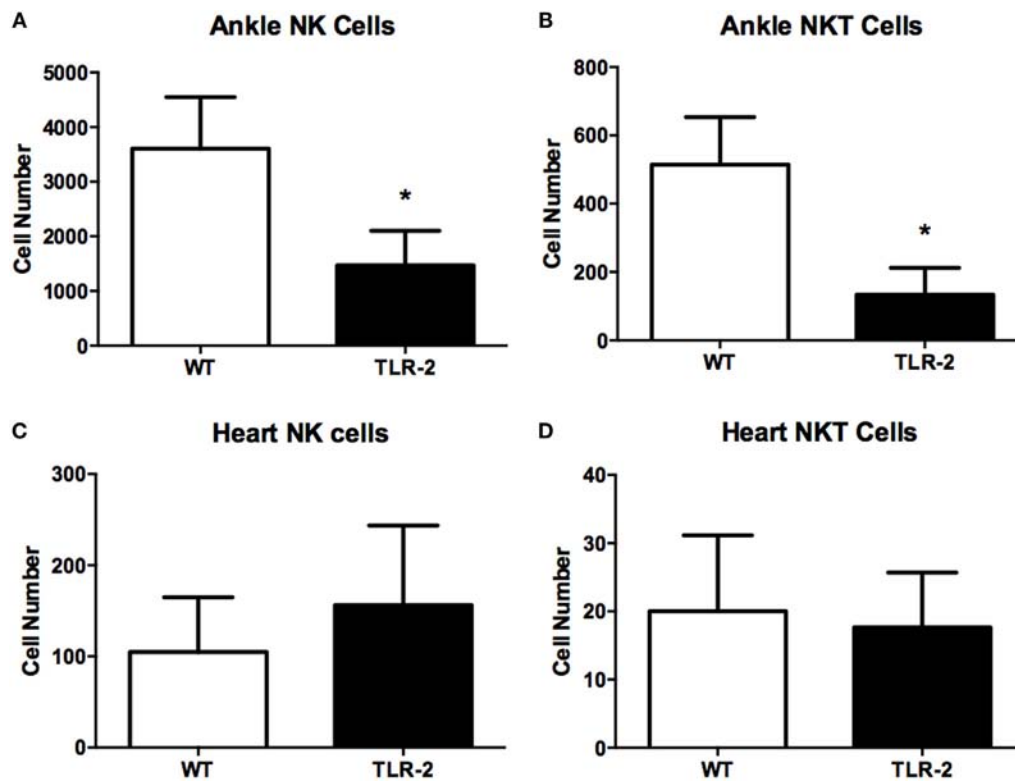 A
Ankle NK Cells
5000
4000
3000
2000
1000
0
Cell Number
*
WT
TLR-2
B
Ankle NKT Cells
800
600
400
200
0
Cell Number
*
WT
TLR-2
C
Heart NK cells
300
200
100
0
Cell Number
WT
TLR-2
D
Heart NKT Cells
40
30
20
10
0
Cell Number
WT
TLR-2